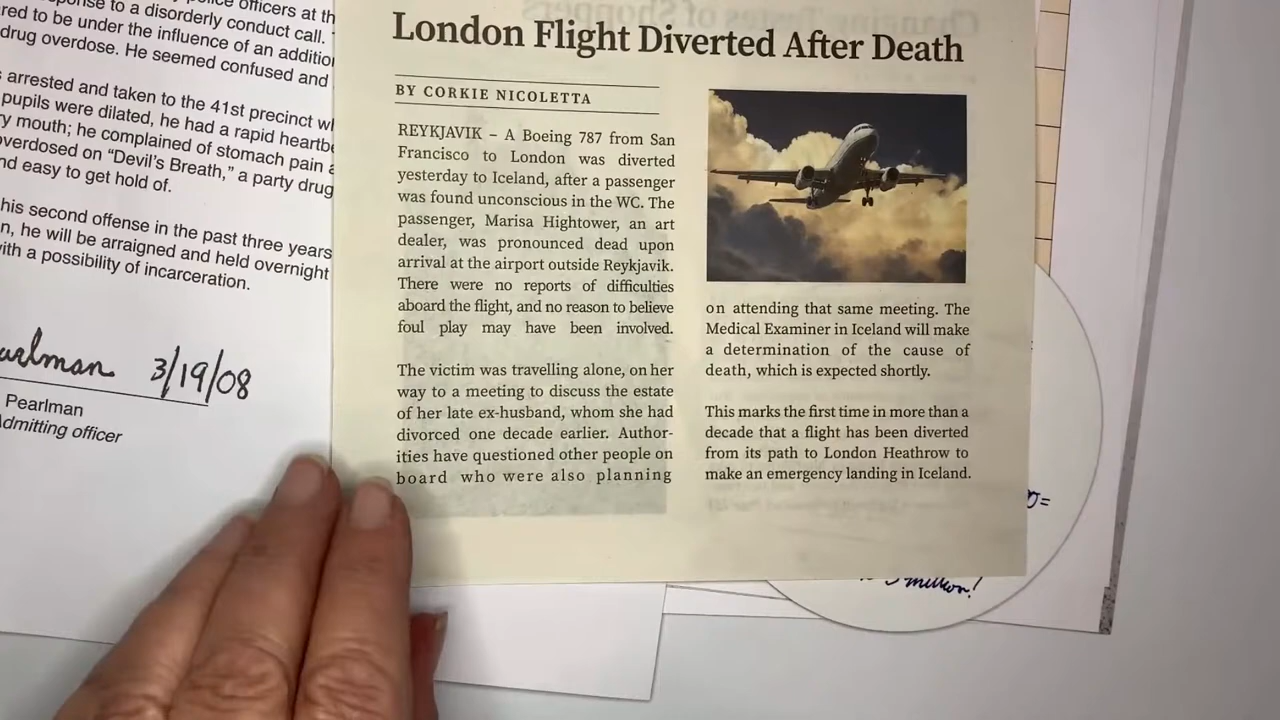 officers at th
to a disorderly conduct call.
red to be under the influence of an additio
drug overdose. He seemed confused and
arrested and taken to the 41st precinct
pupils were dilated, he had a rapid
mouth; he complained of stomach pain
overdosed on “Devil’s Breath,” a party drug
and easy to get hold of.
his second offense in the past three years
he will be arraigned and held overnight
with a possibility of incarceration.
3/19/08
Pearlman
Admitting officer
London Flight Diverted After Death
BY CORKIE NICOLETTA
REYKJAVIK – A Boeing 787 from San
Francisco to London was diverted
yesterday to Iceland, after a passenger
was found unconscious in the WC. The
passenger, Marisa Hightower, an art
dealer, was pronounced dead upon
arrival at the airport outside Reykjavik.
There were no reports of difficulties
aboard the flight, and no reason to believe
foul play may have been involved.
The victim was travelling alone, on her
way to a meeting to discuss the estate
of her late ex-husband, whom she had
divorced one decade earlier. Author-
ities have questioned other people on
board who were also planning
on attending that same meeting. The
Medical Examiner in Iceland will make
a determination of the cause of
death, which is expected shortly.
This marks the first time in more than a
decade that a flight has been diverted
from its path to London Heathrow to
make an emergency landing in Iceland.
million!